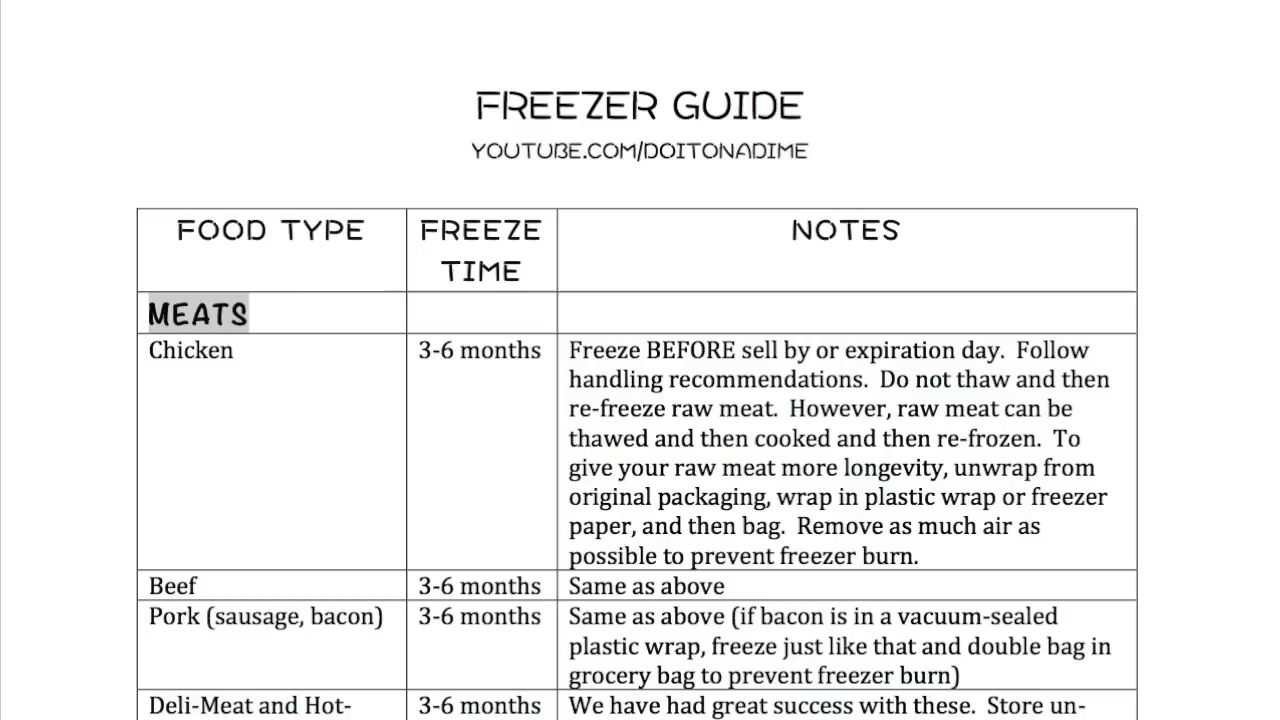 FREEZER GUIDE
YOUTUBE.COM/DOITONADIME
FOOD TYPE
FREEZE
TIME
NOTES
MEATS
Chicken
3-6 months
Freeze BEFORE sell by or expiration day.  Follow
handling recommendations.  Do not thaw and then
re-freeze raw meat.  However, raw meat can be
thawed and then cooked and then re-frozen.  To
give your raw meat more longevity, unwrap from
original packaging, wrap in plastic wrap or freezer
paper, and then bag.  Remove as much air as
possible to prevent freezer burn.
Beef
3-6 months
Same as above
Pork (sausage, bacon)
3-6 months
Same as above (if bacon is in a vacuum-sealed
plastic wrap, freeze just like that and double bag in
grocery bag to prevent freezer burn)
Deli-Meat and Hot-
3-6 months
We have had great success with these.  Store un-